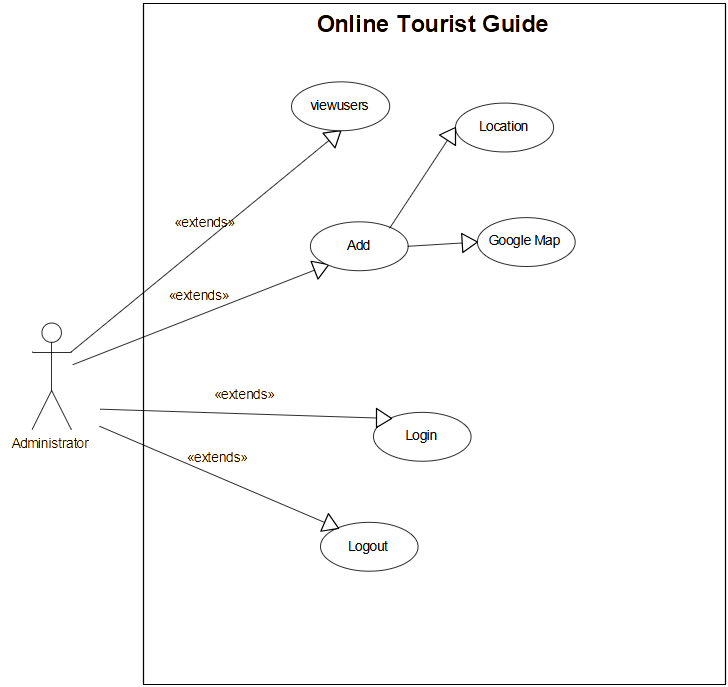 Online Tourist Guide
viewusers
Location
«extends»
Add
Google Map
«extends»
«extends»
Administrator
Login
«extends»
Logout